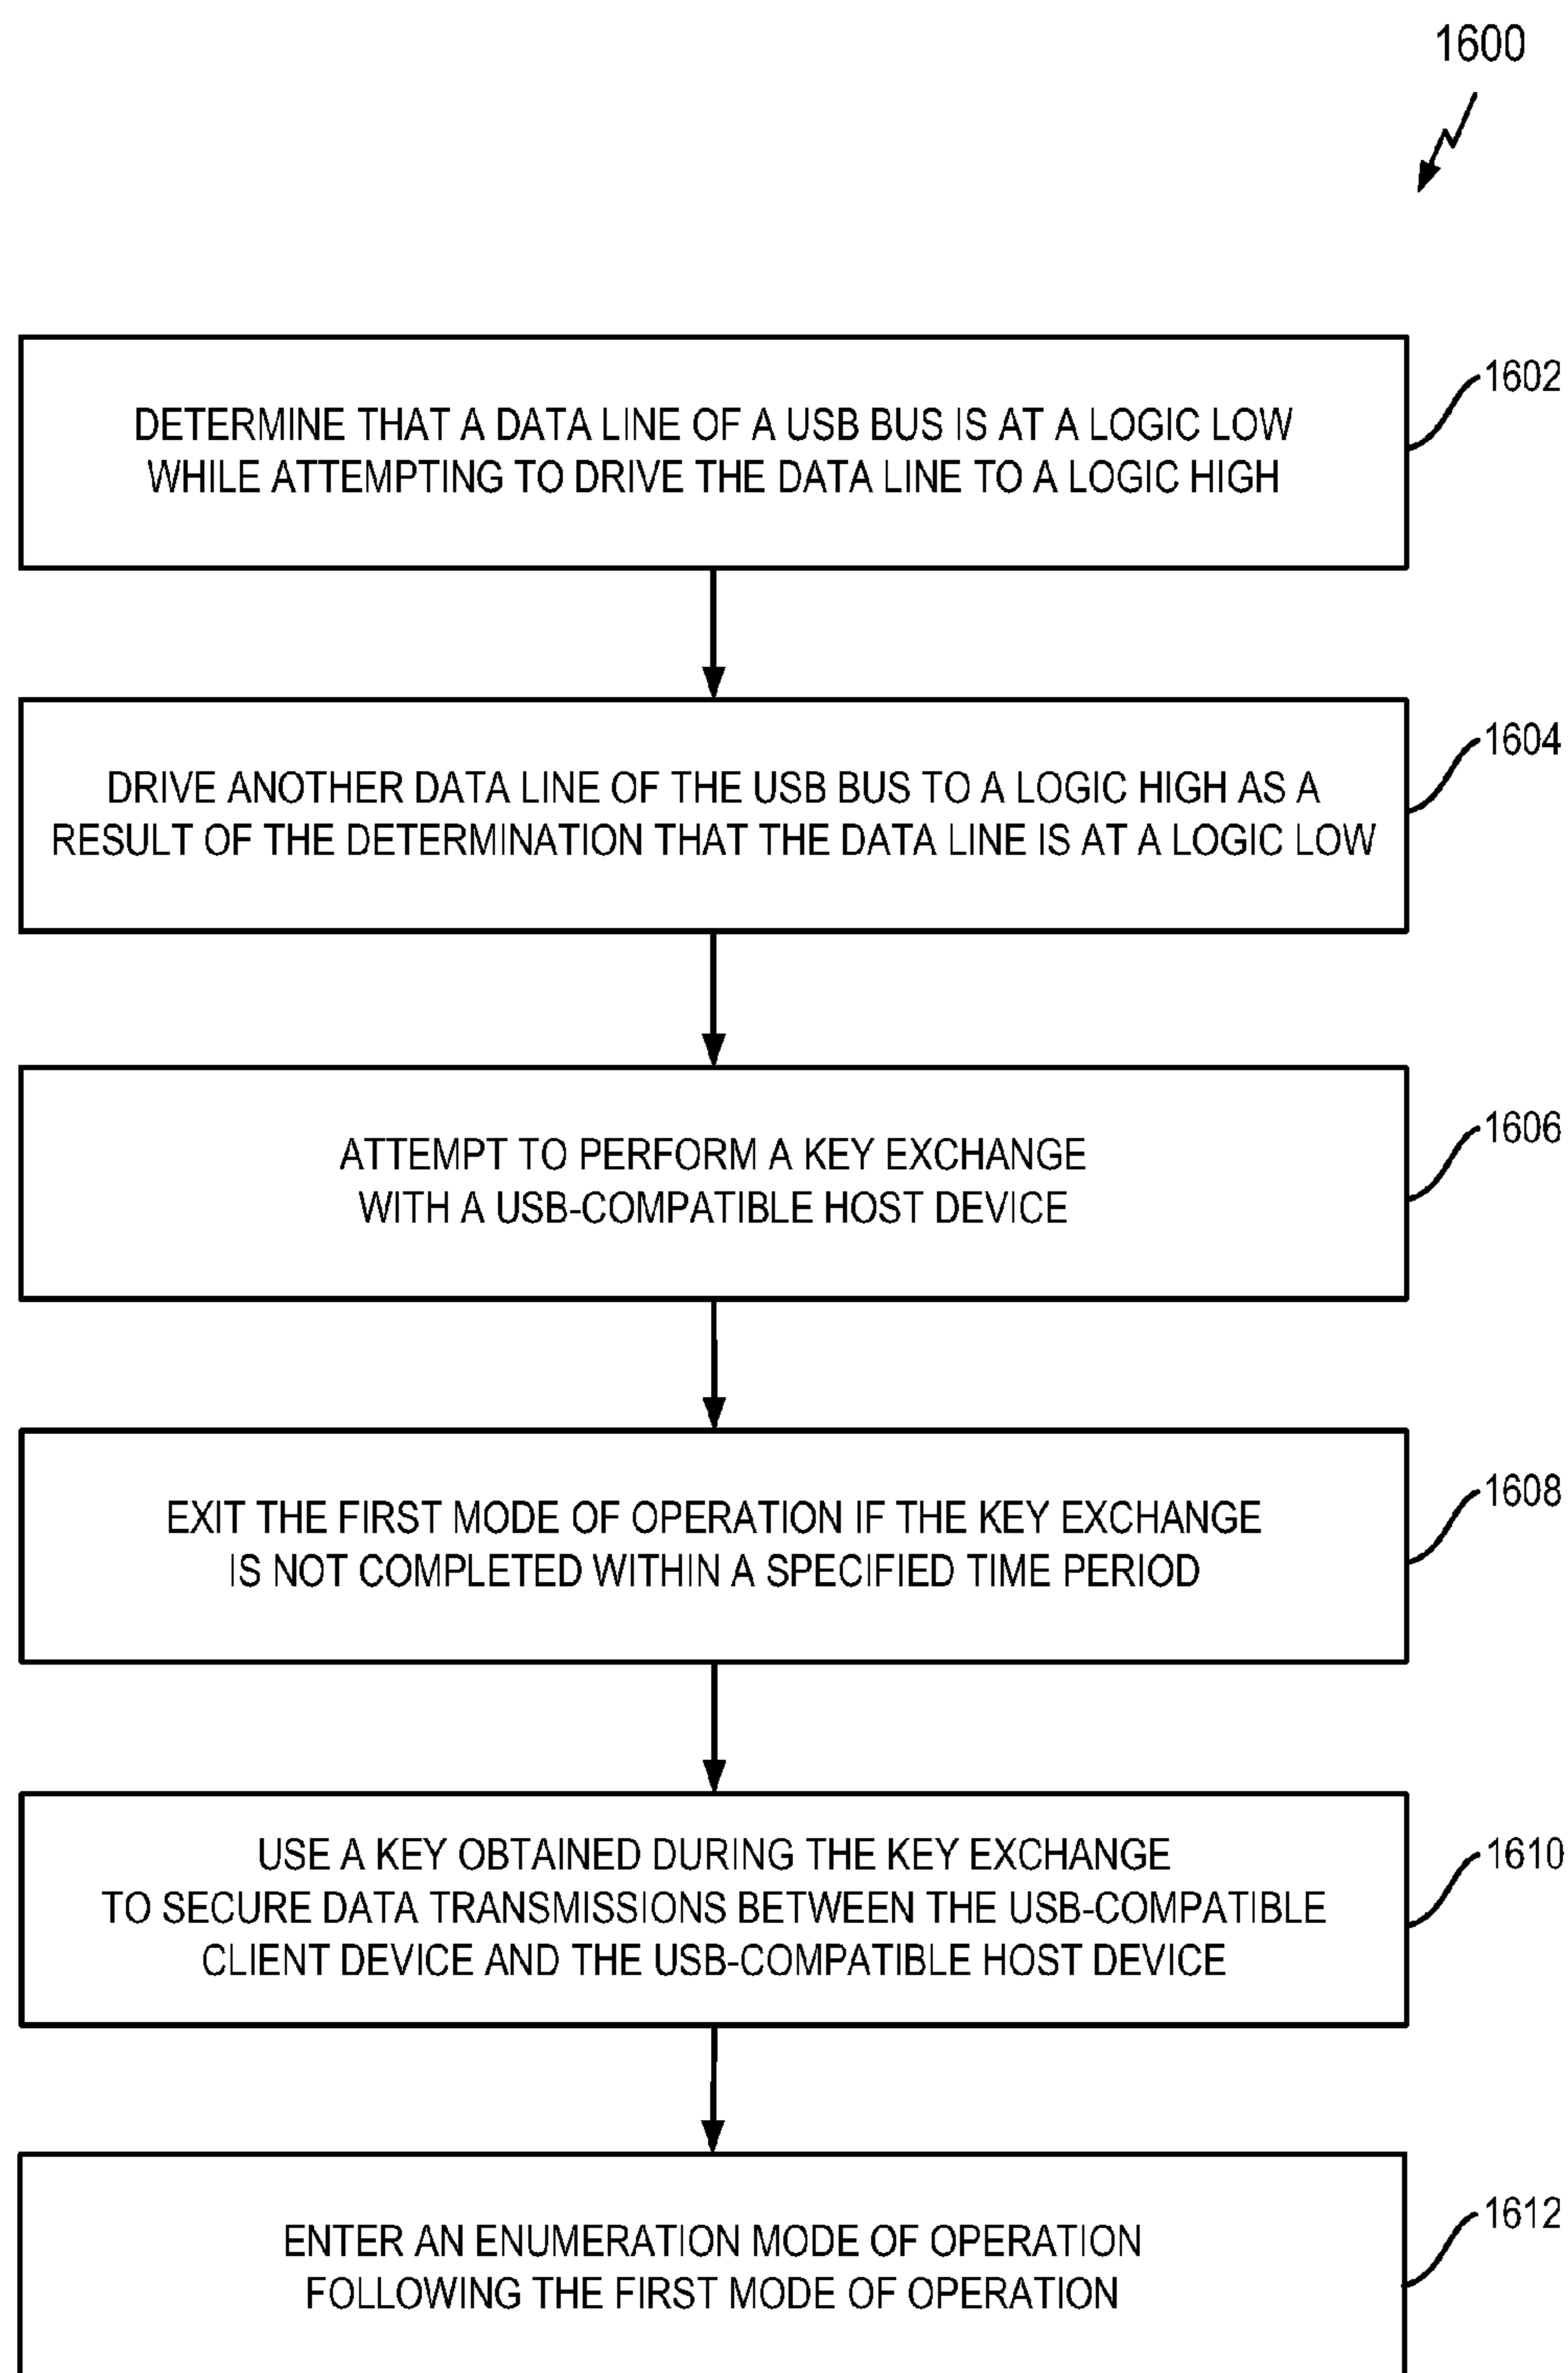 1600
DETERMINE THAT A DATA LINE OF A USB BUS IS AT A LOGIC LOW
WHILE ATTEMPTING TO DRIVE THE DATA LINE TO A LOGIC HIGH
1602
DRIVE ANOTHER DATA LINE OF THE USB BUS TO A LOGIC HIGH AS A
RESULT OF THE DETERMINATION THAT THE DATA LINE IS AT A LOGIC LOW
1604
ATTEMPT TO PERFORM A KEY EXCHANGE
WITH A USB-COMPATIBLE HOST DEVICE
1606
EXIT THE FIRST MODE OF OPERATION IF THE KEY EXCHANGE
IS NOT COMPLETED WITHIN A SPECIFIED TIME PERIOD
1608
USE A KEY OBTAINED DURING THE KEY EXCHANGE
TO SECURE DATA TRANSMISSIONS BETWEEN THE USB-COMPATIBLE
CLIENT DEVICE AND THE USB-COMPATIBLE HOST DEVICE
1610
ENTER AN ENUMERATION MODE OF OPERATION
FOLLOWING THE FIRST MODE OF OPERATION
1612